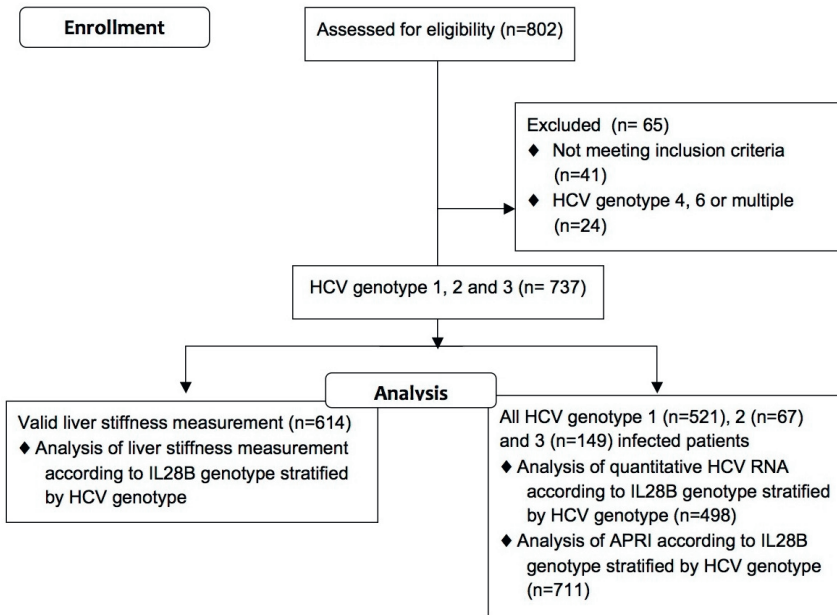 Enrollment
Assessed for eligibility (n=802)
Excluded (n= 65)
♦ Not meeting inclusion criteria
(n=41)
♦ HCV genotype 4, 6 or multiple
(n=24)
HCV genotype 1, 2 and 3 (n= 737)
Analysis
Valid liver stiffness measurement (n=614)
♦ Analysis of liver stiffness measurement
according to IL28B genotype stratified
by HCV genotype
All HCV genotype 1 (n=521), 2 (n=67)
and 3 (n=149) infected patients
♦ Analysis of quantitative HCV RNA
according to IL28B genotype stratified
by HCV genotype (n=498)
♦ Analysis of APRI according to IL28B
genotype stratified by HCV genotype
(n=711)